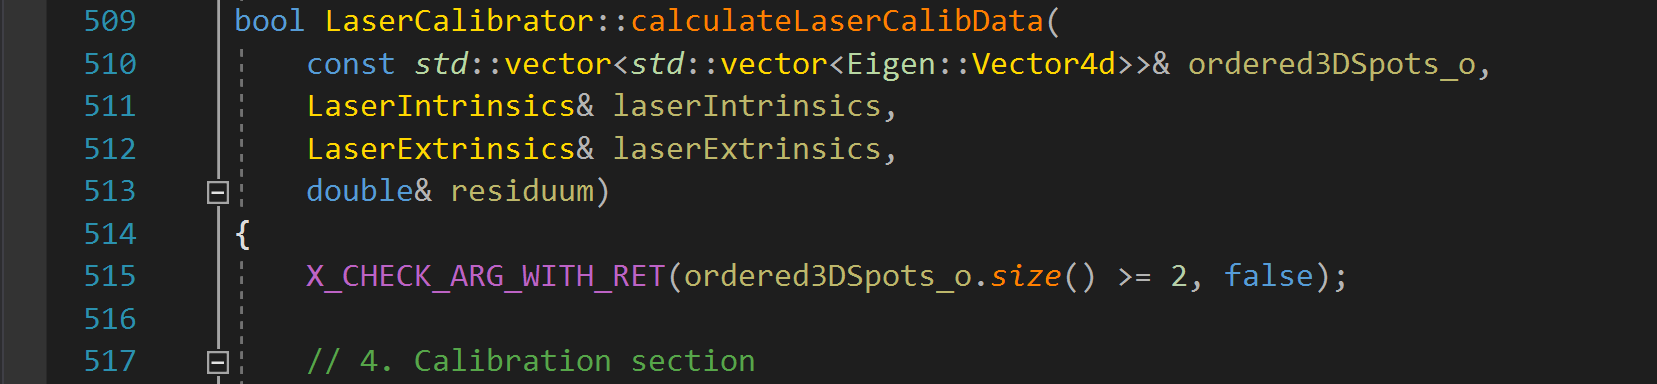 509 bool LaserCalibrator::calculateLaserCalibData(
510 const std::vector<std::vector<Eigen::Vector4d>>& ordered3DSpots_o,
511 LaserIntrinsics& laserIntrinsics,
512 LaserExtrinsics& laserExtrinsics,
513 double& residuum)
514 {
515 X_CHECK_ARG_WITH_RET(ordered3DSpots_o.size() >= 2, false);
516
517 // 4. Calibration section